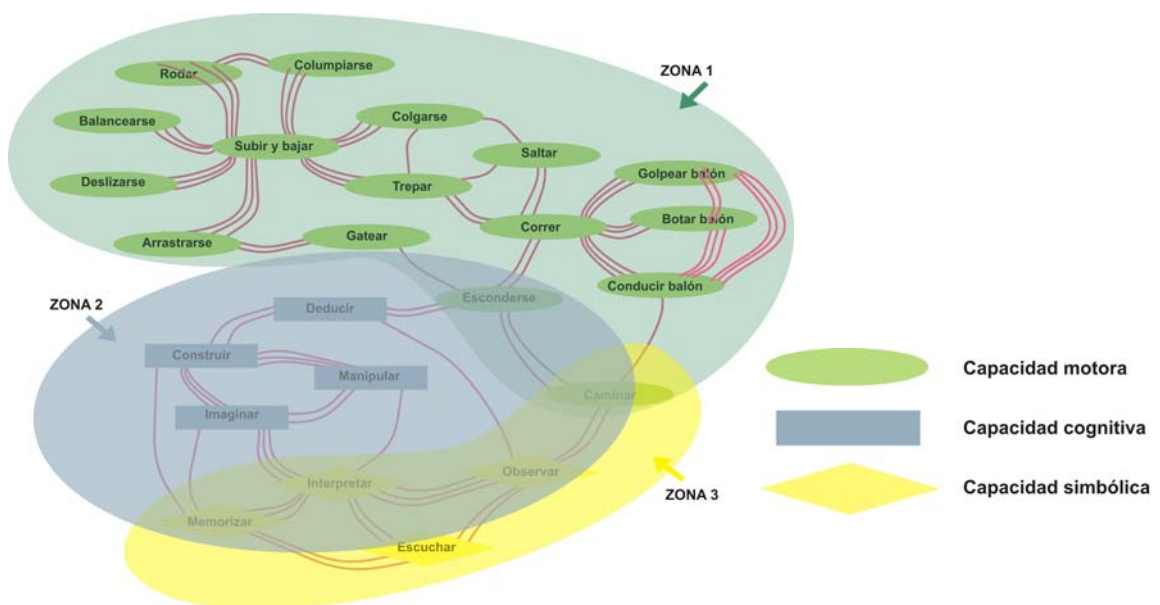 ZONA 1
Rodar
Columpiarse
Balancearse
Colgarse
Subir y bajar
Saltar
Golpear balón
Deslizarse
Trepar
Botar balón
Correr
Arrastrarse
Gatear
Conducir balón
Esconderse
ZONA 2
Deducir
Construir
Manipular
Imaginar
Caminar
Interpretar
Observar
ZONA 3
Memorizar
Escuchar
Capacidad motora
Capacidad cognitiva
Capacidad simbólica